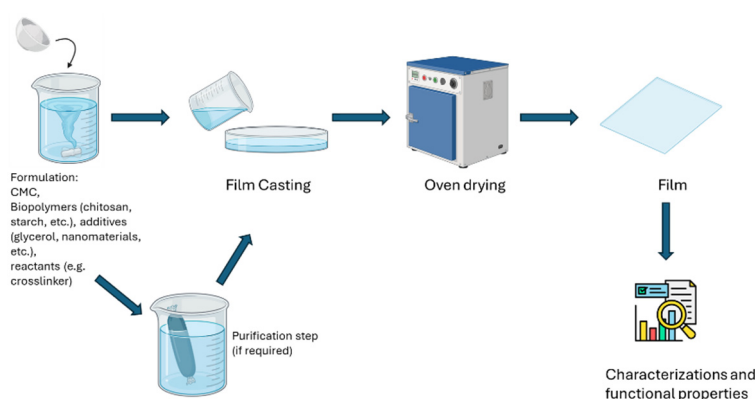 Formulation:
CMC,
Biopolymers (chitosan,
starch, etc.), additives
(glycerol, nanomaterials,
etc.),
reactants (e.g.
crosslinker)
Film Casting
Oven drying
Film
Purification step
(if required)
Characterizations and
functional properties